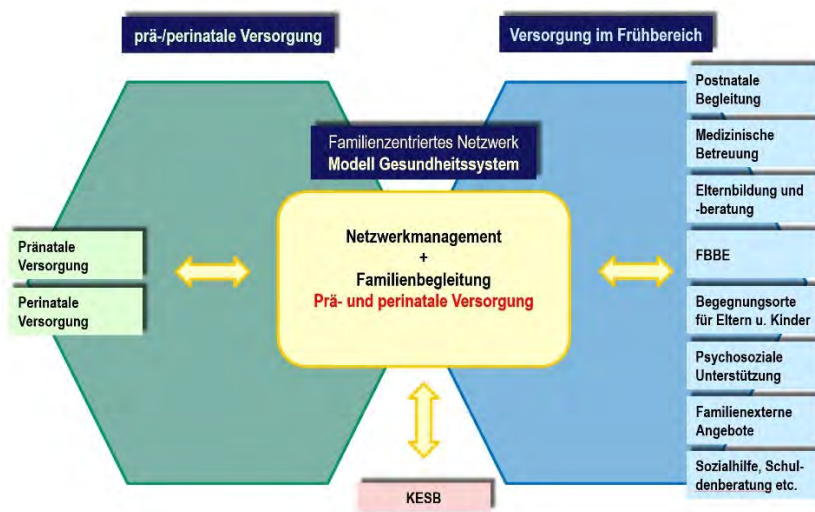 prä-/perinatale Versorgung
Versorgung im Frühbereich
Familienzentriertes Netzwerk
Modell Gesundheitssystem
Netzwerkmanagement
+
Familienbegleitung
Prä- und perinatale Versorgung
Pränatale
Versorgung
Perinatale
Versorgung
Postnatale
Begleitung
Medizinische
Betreuung
Elternbildung und
-beratung
FBBE
Begegnungsorte
für Eltern u. Kinder
Psychosoziale
Unterstützung
Familienexterne
Angebote
Sozialhilfe, Schul-
denberatung etc.
KESB